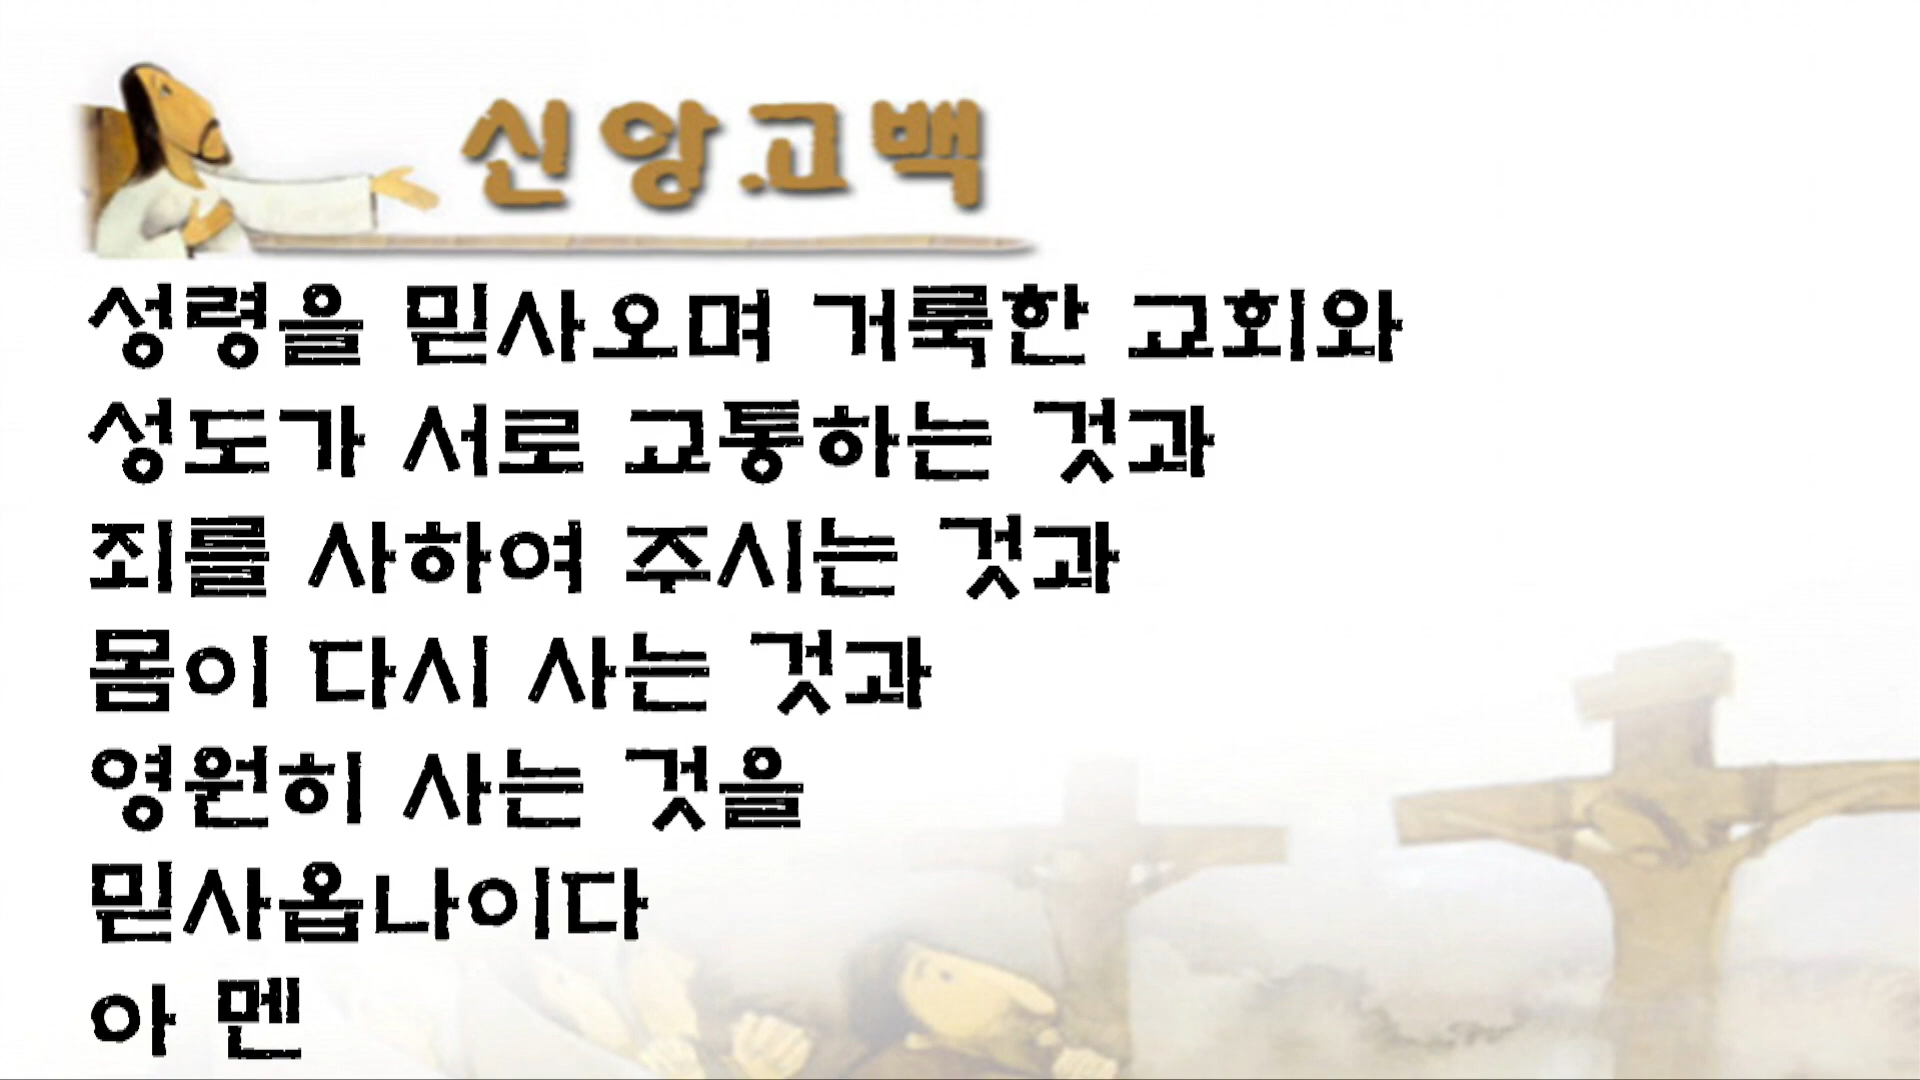 신앙고백
성령을 믿사오며 거룩한 교회와
성도가 서로 교통하는 것과
죄를 사하여 주시는 것과
몸이 다시 사는 것과
영원히 사는 것을
믿사옵나이다
아 멘